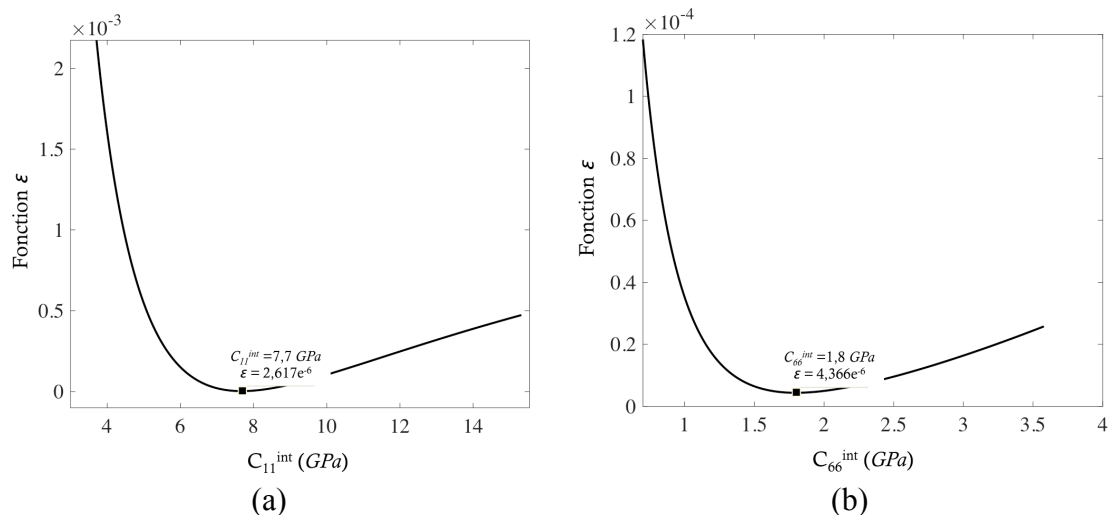 ×10⁻³
2
1.5
1
0.5
0
Fonction ε
C₁₁ⁱⁿᵗ =7,7 GPa
ε = 2,617e⁻⁶
4 6 8 10 12 14
C₁₁ⁱⁿᵗ (GPa)
(a)
×10⁻⁴
1.2
1
0.8
0.6
0.4
0.2
0
Fonction ε
C₆₆ⁱⁿᵗ =1,8 GPa
ε = 4,366e⁻⁶
1 1.5 2 2.5 3 3.5 4
C₆₆ⁱⁿᵗ (GPa)
(b)